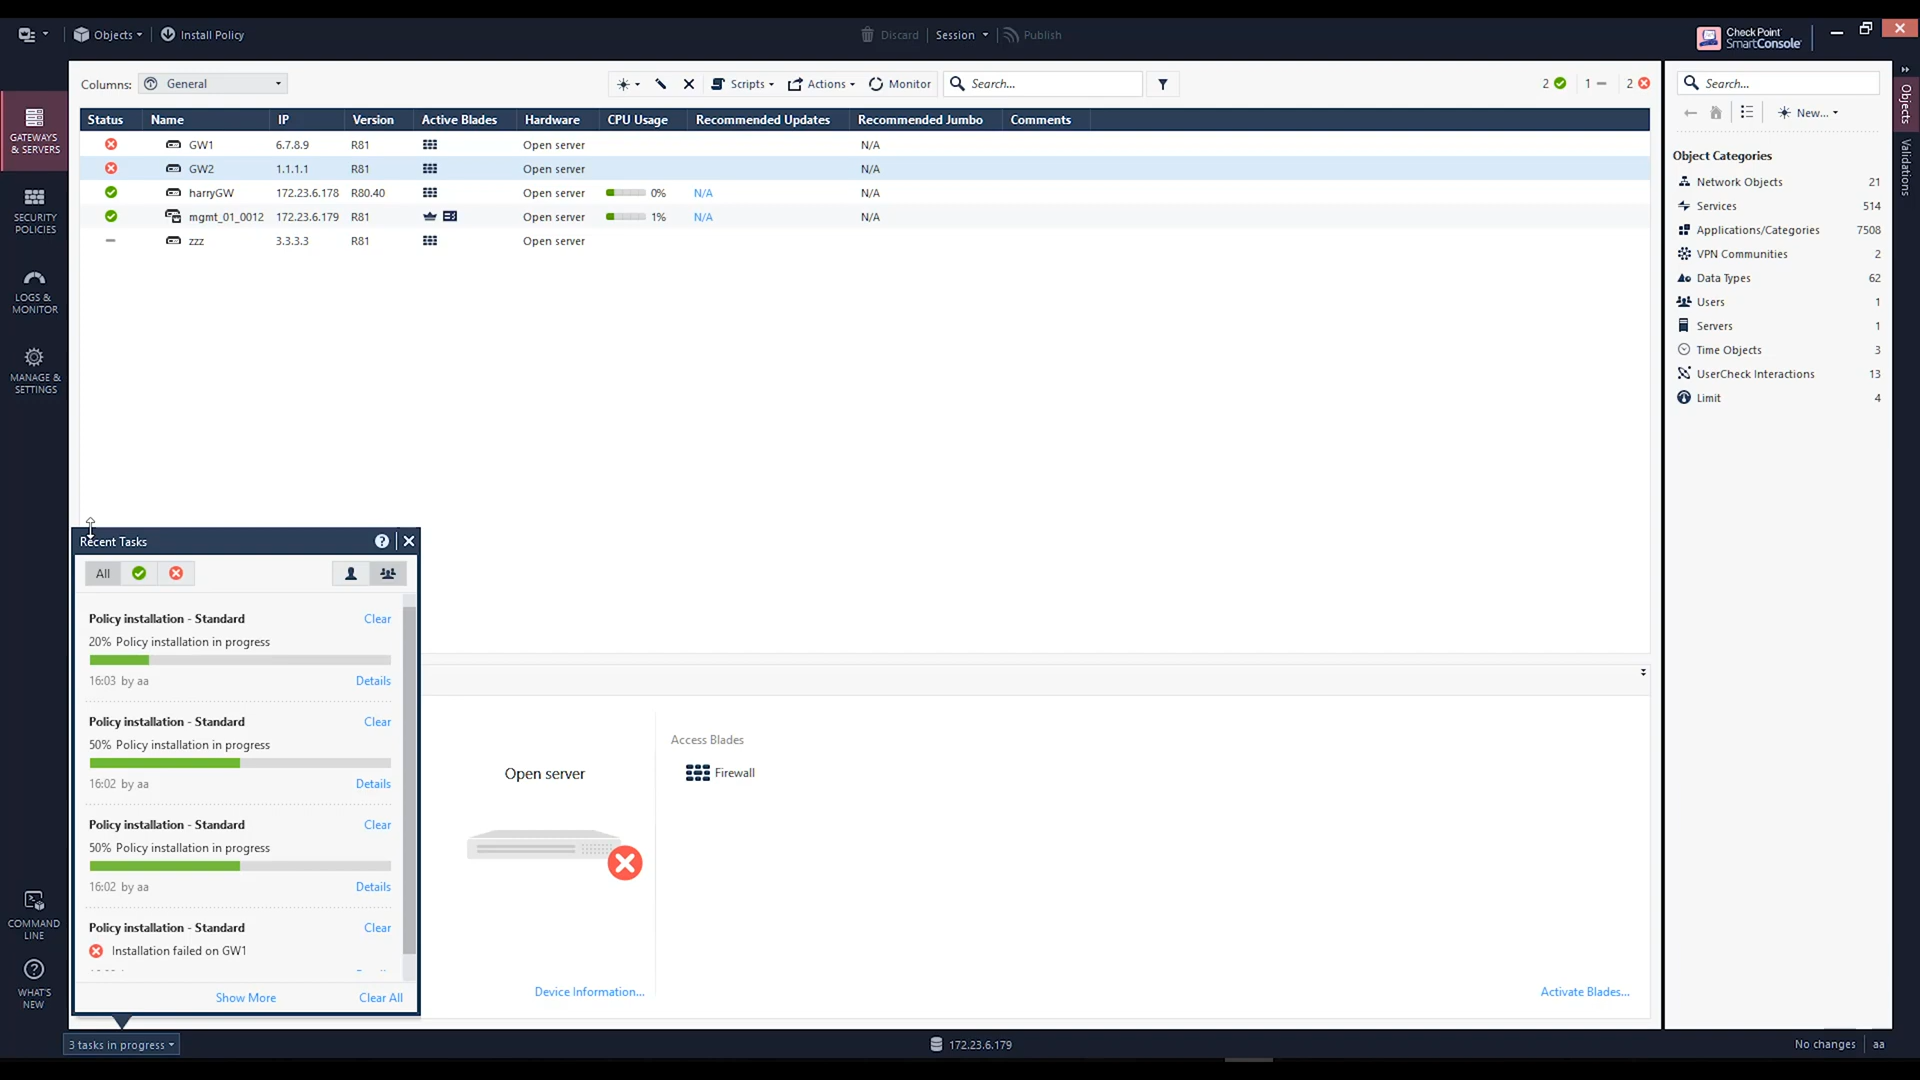 Objects
Install Policy
Discard
Session
Publish
Check Point
SmartConsole
Columns:
General
Scripts
Actions
Monitor
Search...
2
1
2
Status Name IP Version Active Blades Hardware CPU Usage Recommended Updates Recommended Jumbo Comments
GW1 6.7.8.9 R81 Open server N/A
GW2 1.1.1.1 R81 Open server N/A
harryGW 172.23.6.178 R80.40 Open server 0% N/A N/A
mgmt_01_0012 172.23.6.179 R81 Open server 1% N/A N/A
zzz 3.3.3.3 R81 Open server
GATEWAYS
& SERVERS
SECURITY
POLICIES
LOGS &
MONITOR
MANAGE &
SETTINGS
COMMAND
LINE
WHAT'S
NEW
Recent Tasks
All
Policy installation - Standard Clear
20% Policy installation in progress
16:03 by aa Details
Policy installation - Standard Clear
50% Policy installation in progress
16:02 by aa Details
Policy installation - Standard Clear
50% Policy installation in progress
16:02 by aa Details
Policy installation - Standard Clear
Installation failed on GW1
Show More Clear All
Open server
Device Information...
Access Blades
Firewall
Activate Blades...
Search...
New...
Object Categories
Network Objects 21
Services 514
Applications/Categories 7508
VPN Communities 2
Data Types 62
Users 1
Servers 1
Time Objects 3
UserCheck Interactions 13
Limit 4
Objects
Validations
3 tasks in progress
172.23.6.179
No changes
aa